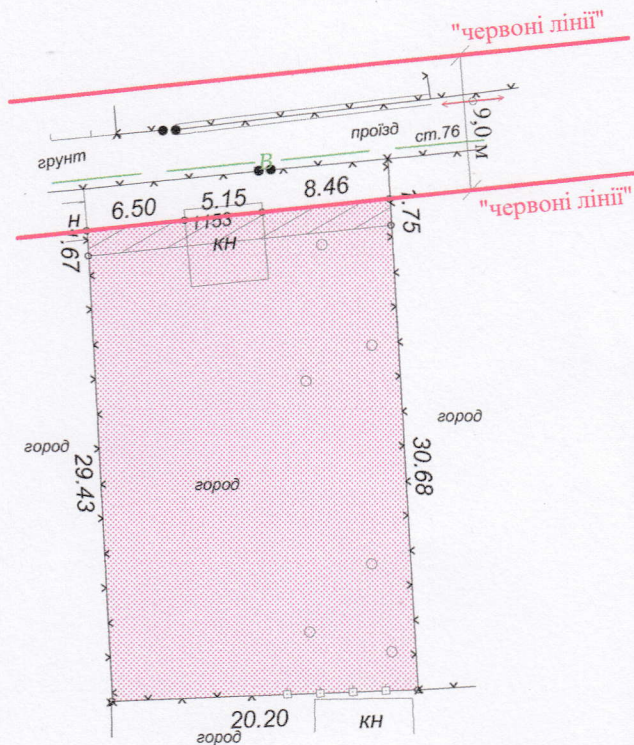 "червоні лінії"
9,0 м
проїзд
ст.76
грунт
В
6.50
5.15
8.46
1.75
"червоні лінії"
Н
1.67
1153
кн
город
29.43
город
30.68
город
20.20
кн
город